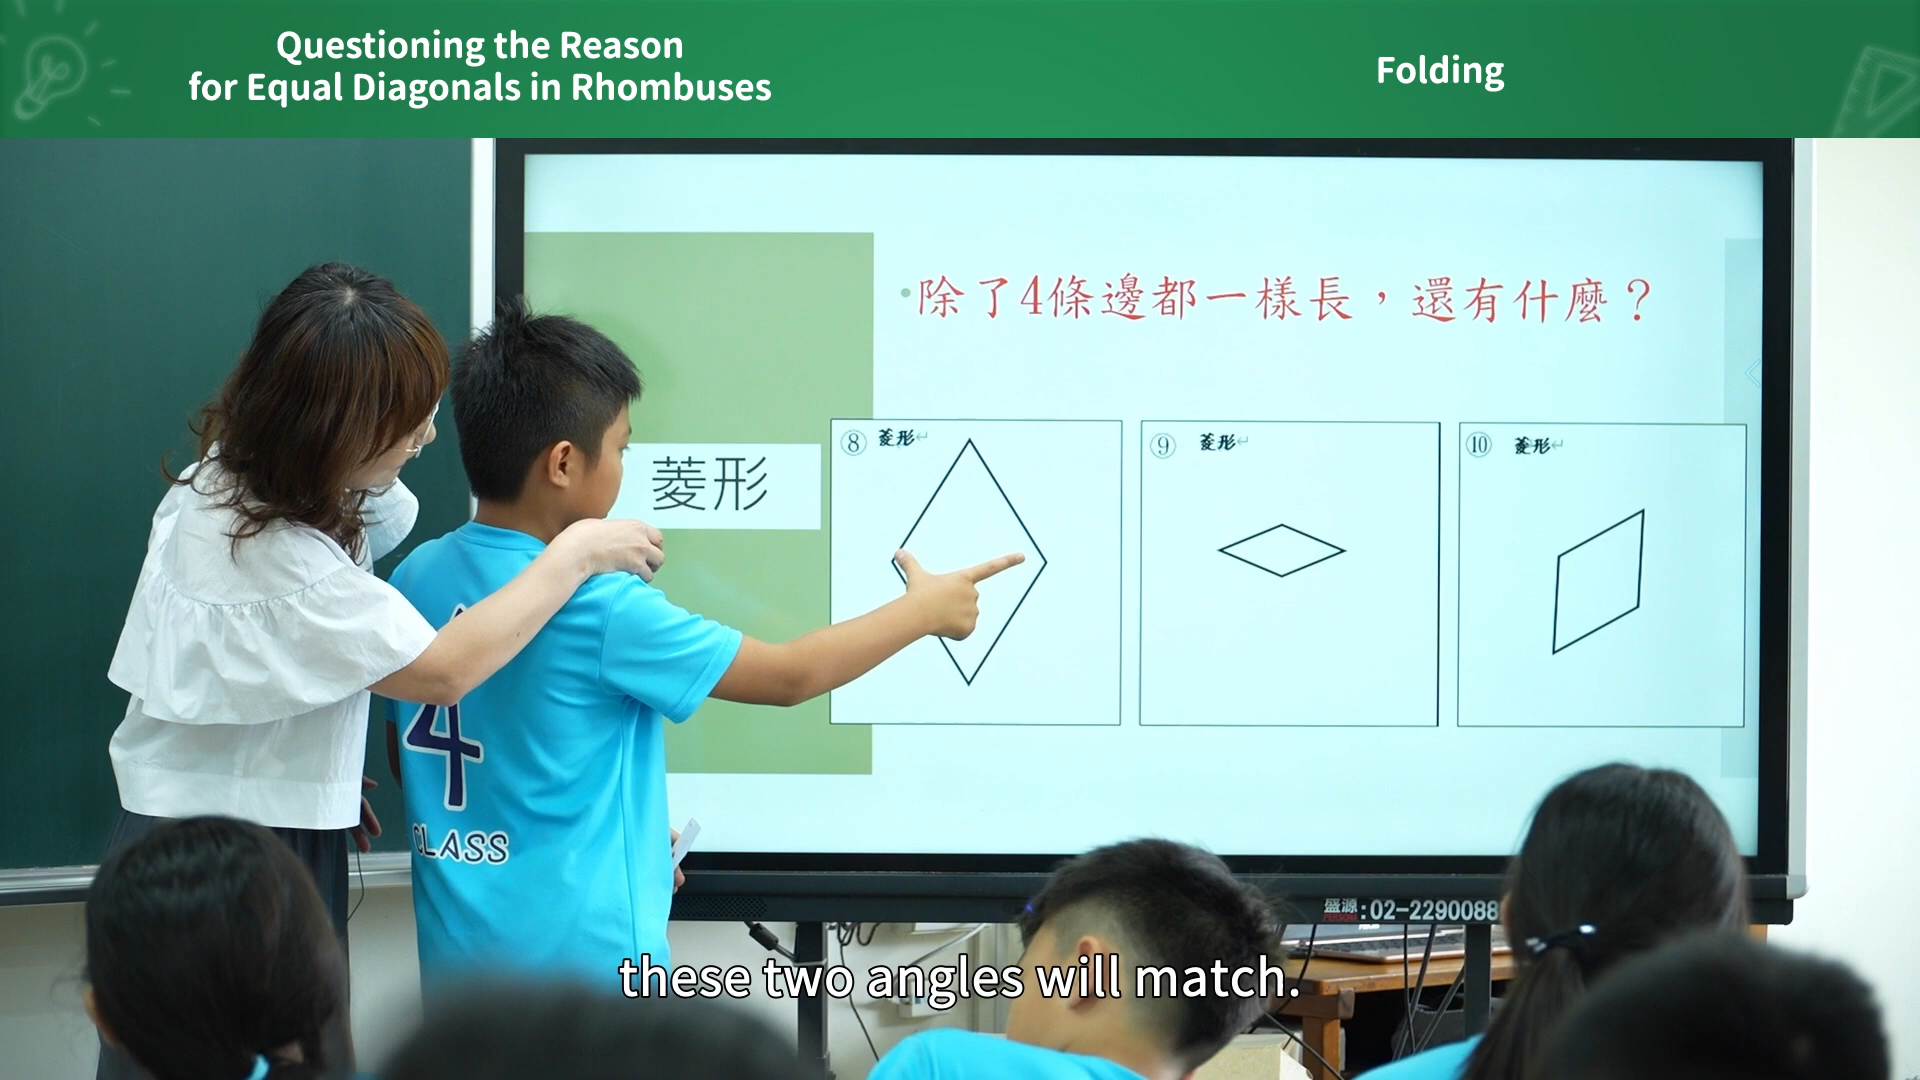 Questioning the Reason
for Equal Diagonals in Rhombuses
Folding
•除了4條邊都一樣長，還有什麼？
菱形
⑧ 菱形
⑨ 菱形
⑩ 菱形
4
CLASS
盛源:02-2290088
these two angles will match.